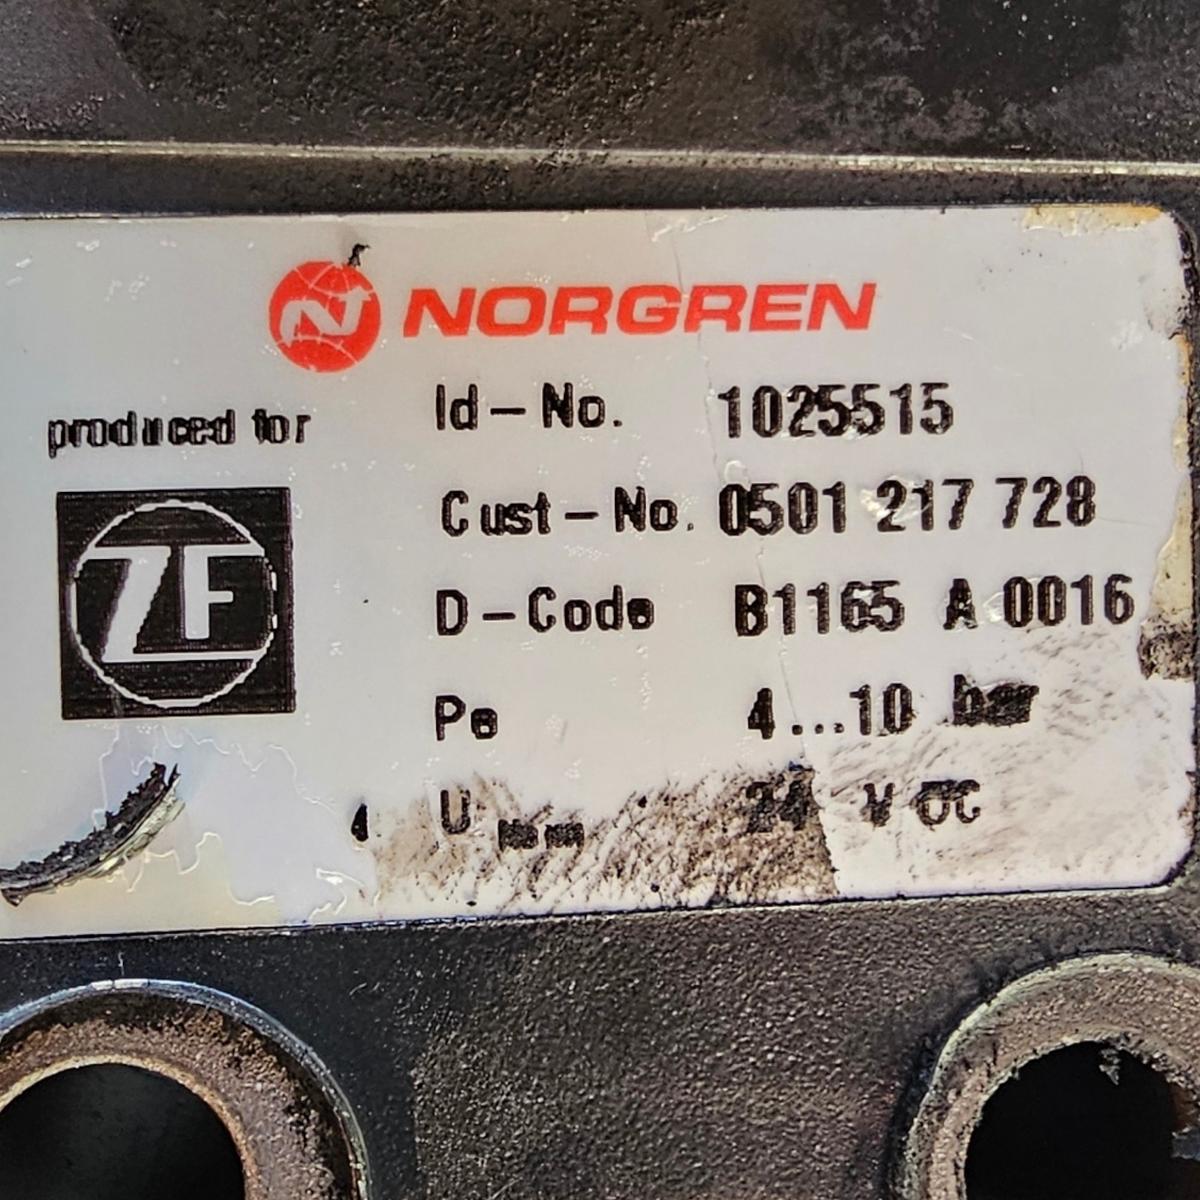 NORGREN
Id-No. 1025515
produced for
ZF
Cust-No. 0501 217 728
D-Code B1165 A 0016
Pe 4...10 bar
U 24 V DC